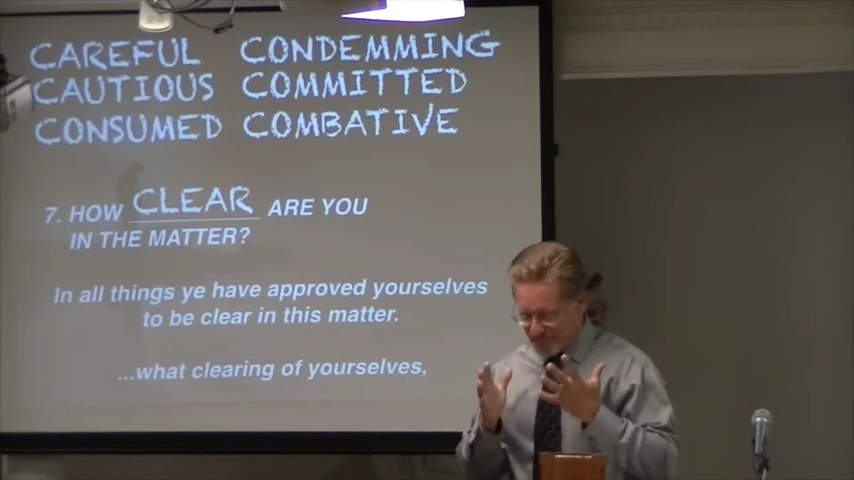 CAREFUL CONDEMMING
CAUTIOUS COMMITTED
CONSUMED COMBATIVE
7. HOW CLEAR ARE YOU
IN THE MATTER?
In all things ye have approved yourselves
to be clear in this matter.
...what clearing of yourselves,